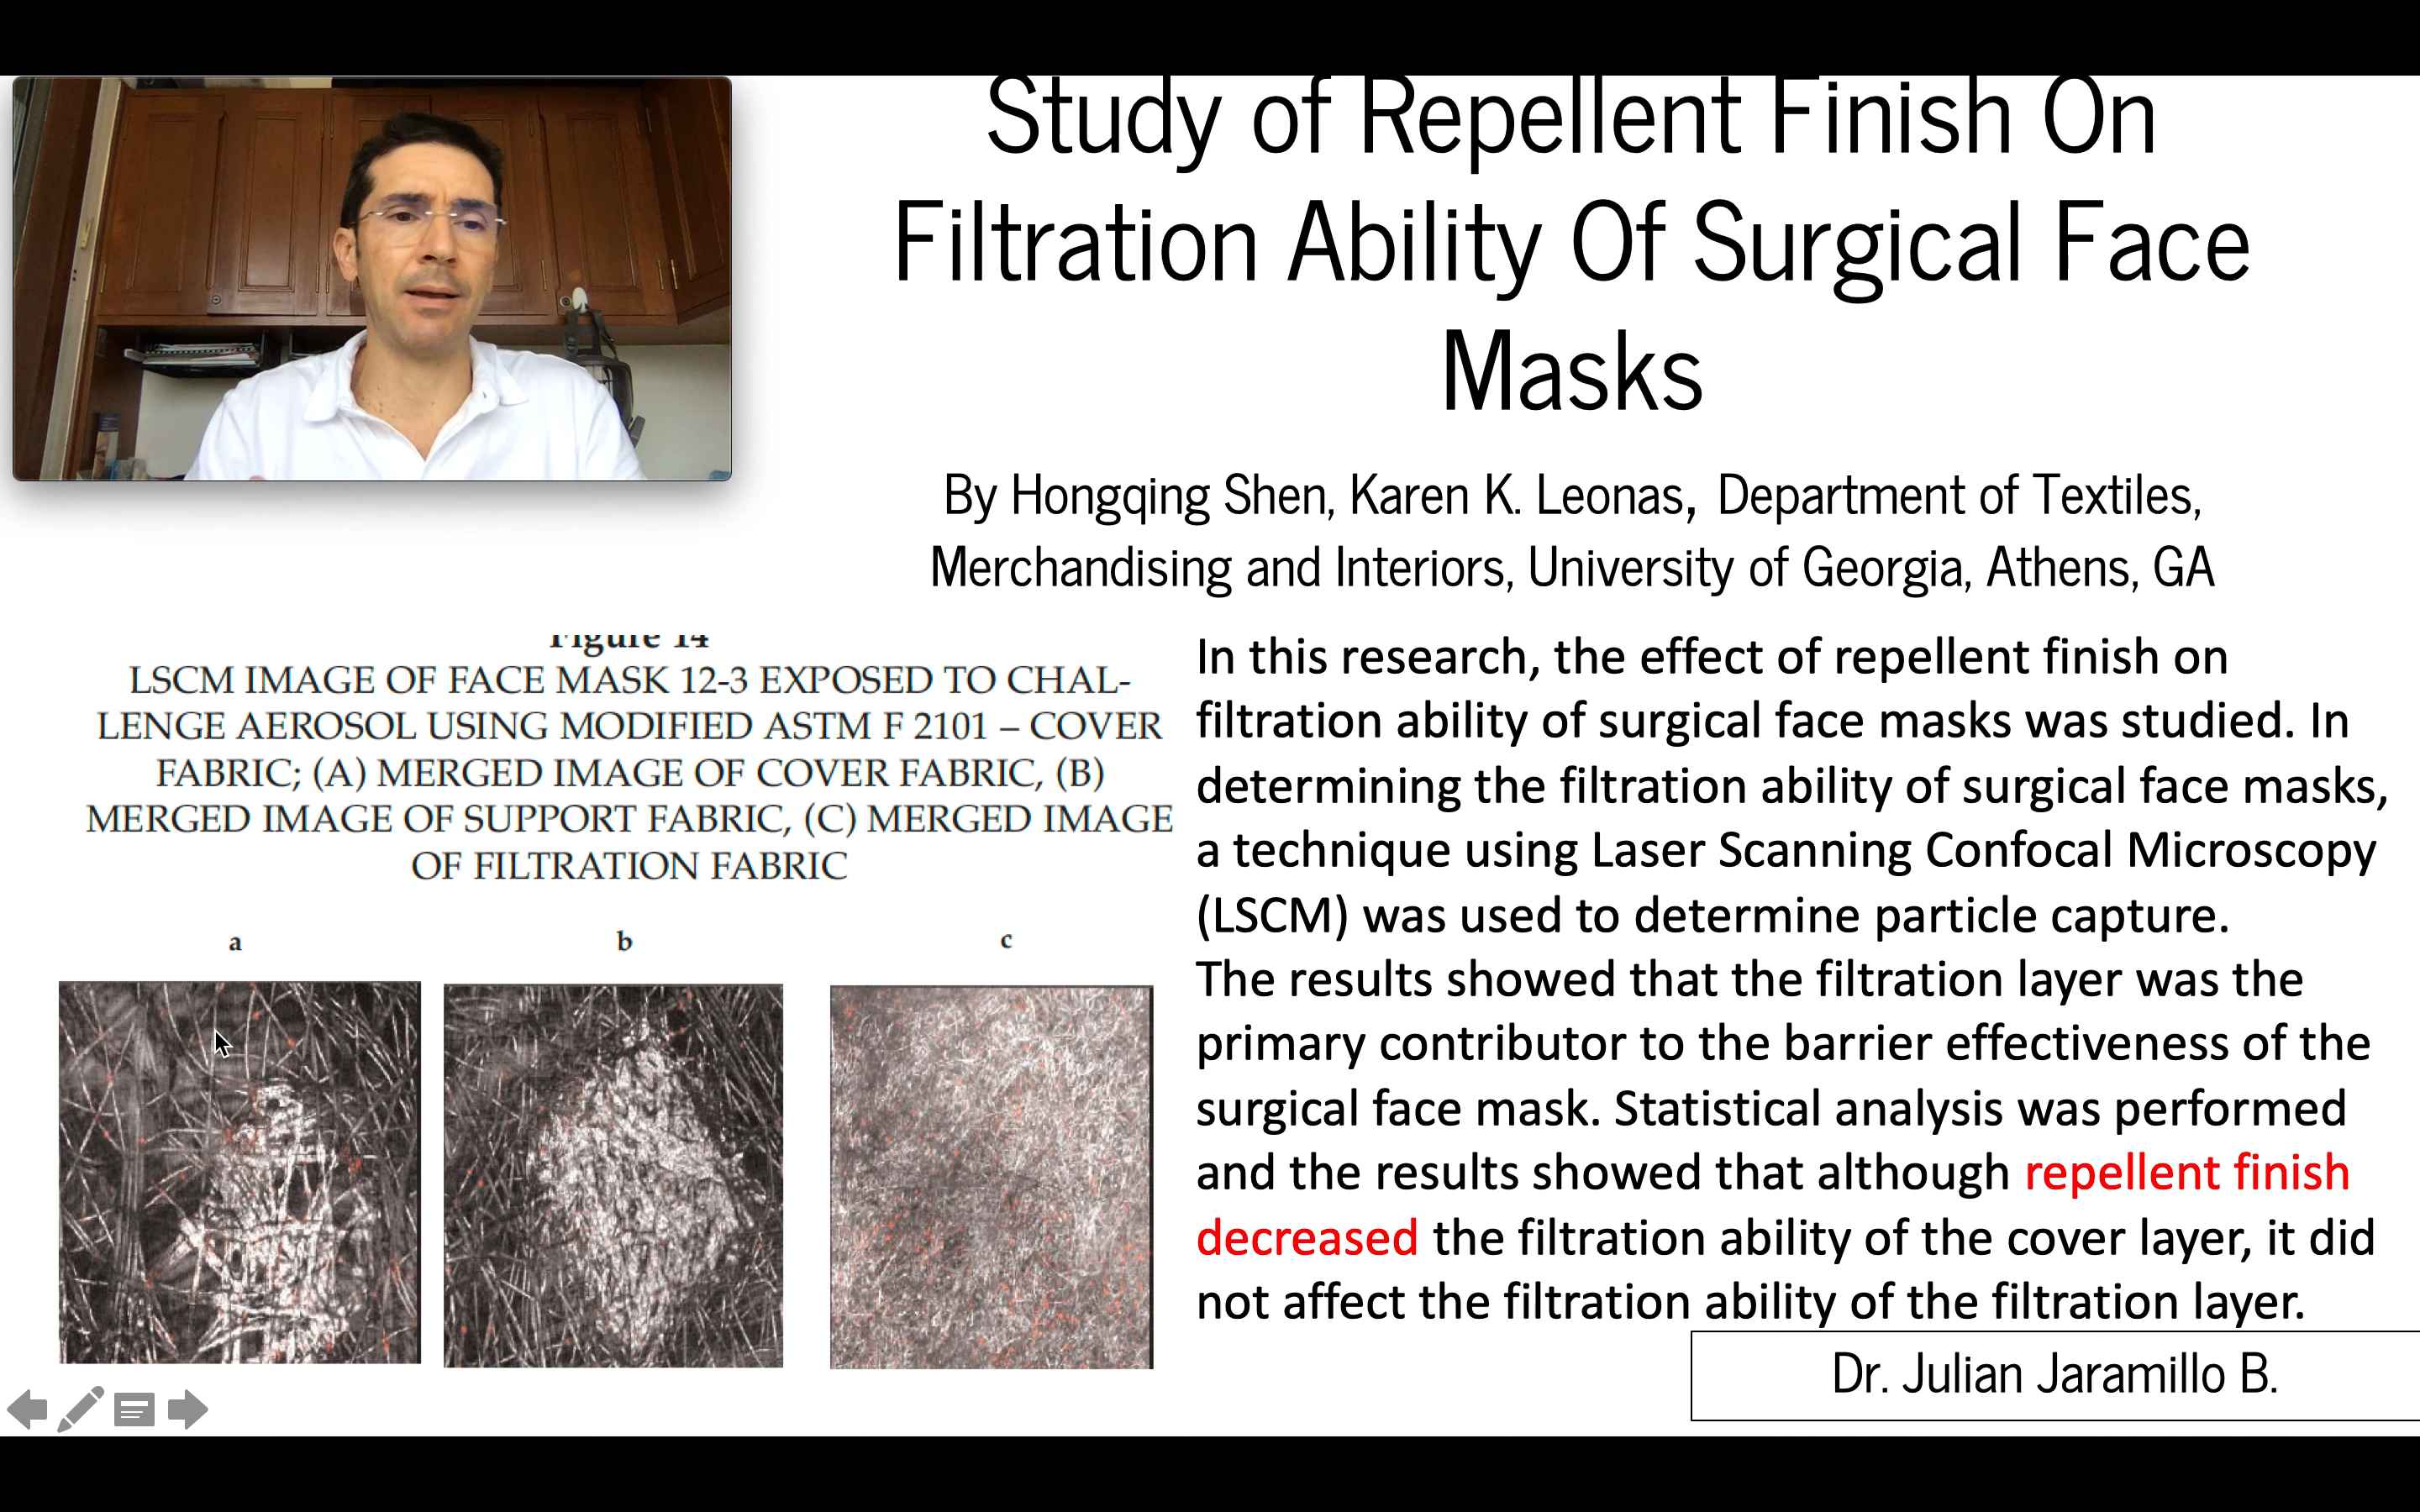 Study of Repellent Finish On
Filtration Ability Of Surgical Face
Masks
By Hongqing Shen, Karen K. Leonas, Department of Textiles,
Merchandising and Interiors, University of Georgia, Athens, GA
Figure 14
LSCM IMAGE OF FACE MASK 12-3 EXPOSED TO CHAL-
LENGE AEROSOL USING MODIFIED ASTM F 2101 – COVER
FABRIC; (A) MERGED IMAGE OF COVER FABRIC, (B)
MERGED IMAGE OF SUPPORT FABRIC, (C) MERGED IMAGE
OF FILTRATION FABRIC
a b c
In this research, the effect of repellent finish on
filtration ability of surgical face masks was studied. In
determining the filtration ability of surgical face masks,
a technique using Laser Scanning Confocal Microscopy
(LSCM) was used to determine particle capture.
The results showed that the filtration layer was the
primary contributor to the barrier effectiveness of the
surgical face mask. Statistical analysis was performed
and the results showed that although repellent finish
decreased the filtration ability of the cover layer, it did
not affect the filtration ability of the filtration layer.
Dr. Julian Jaramillo B.